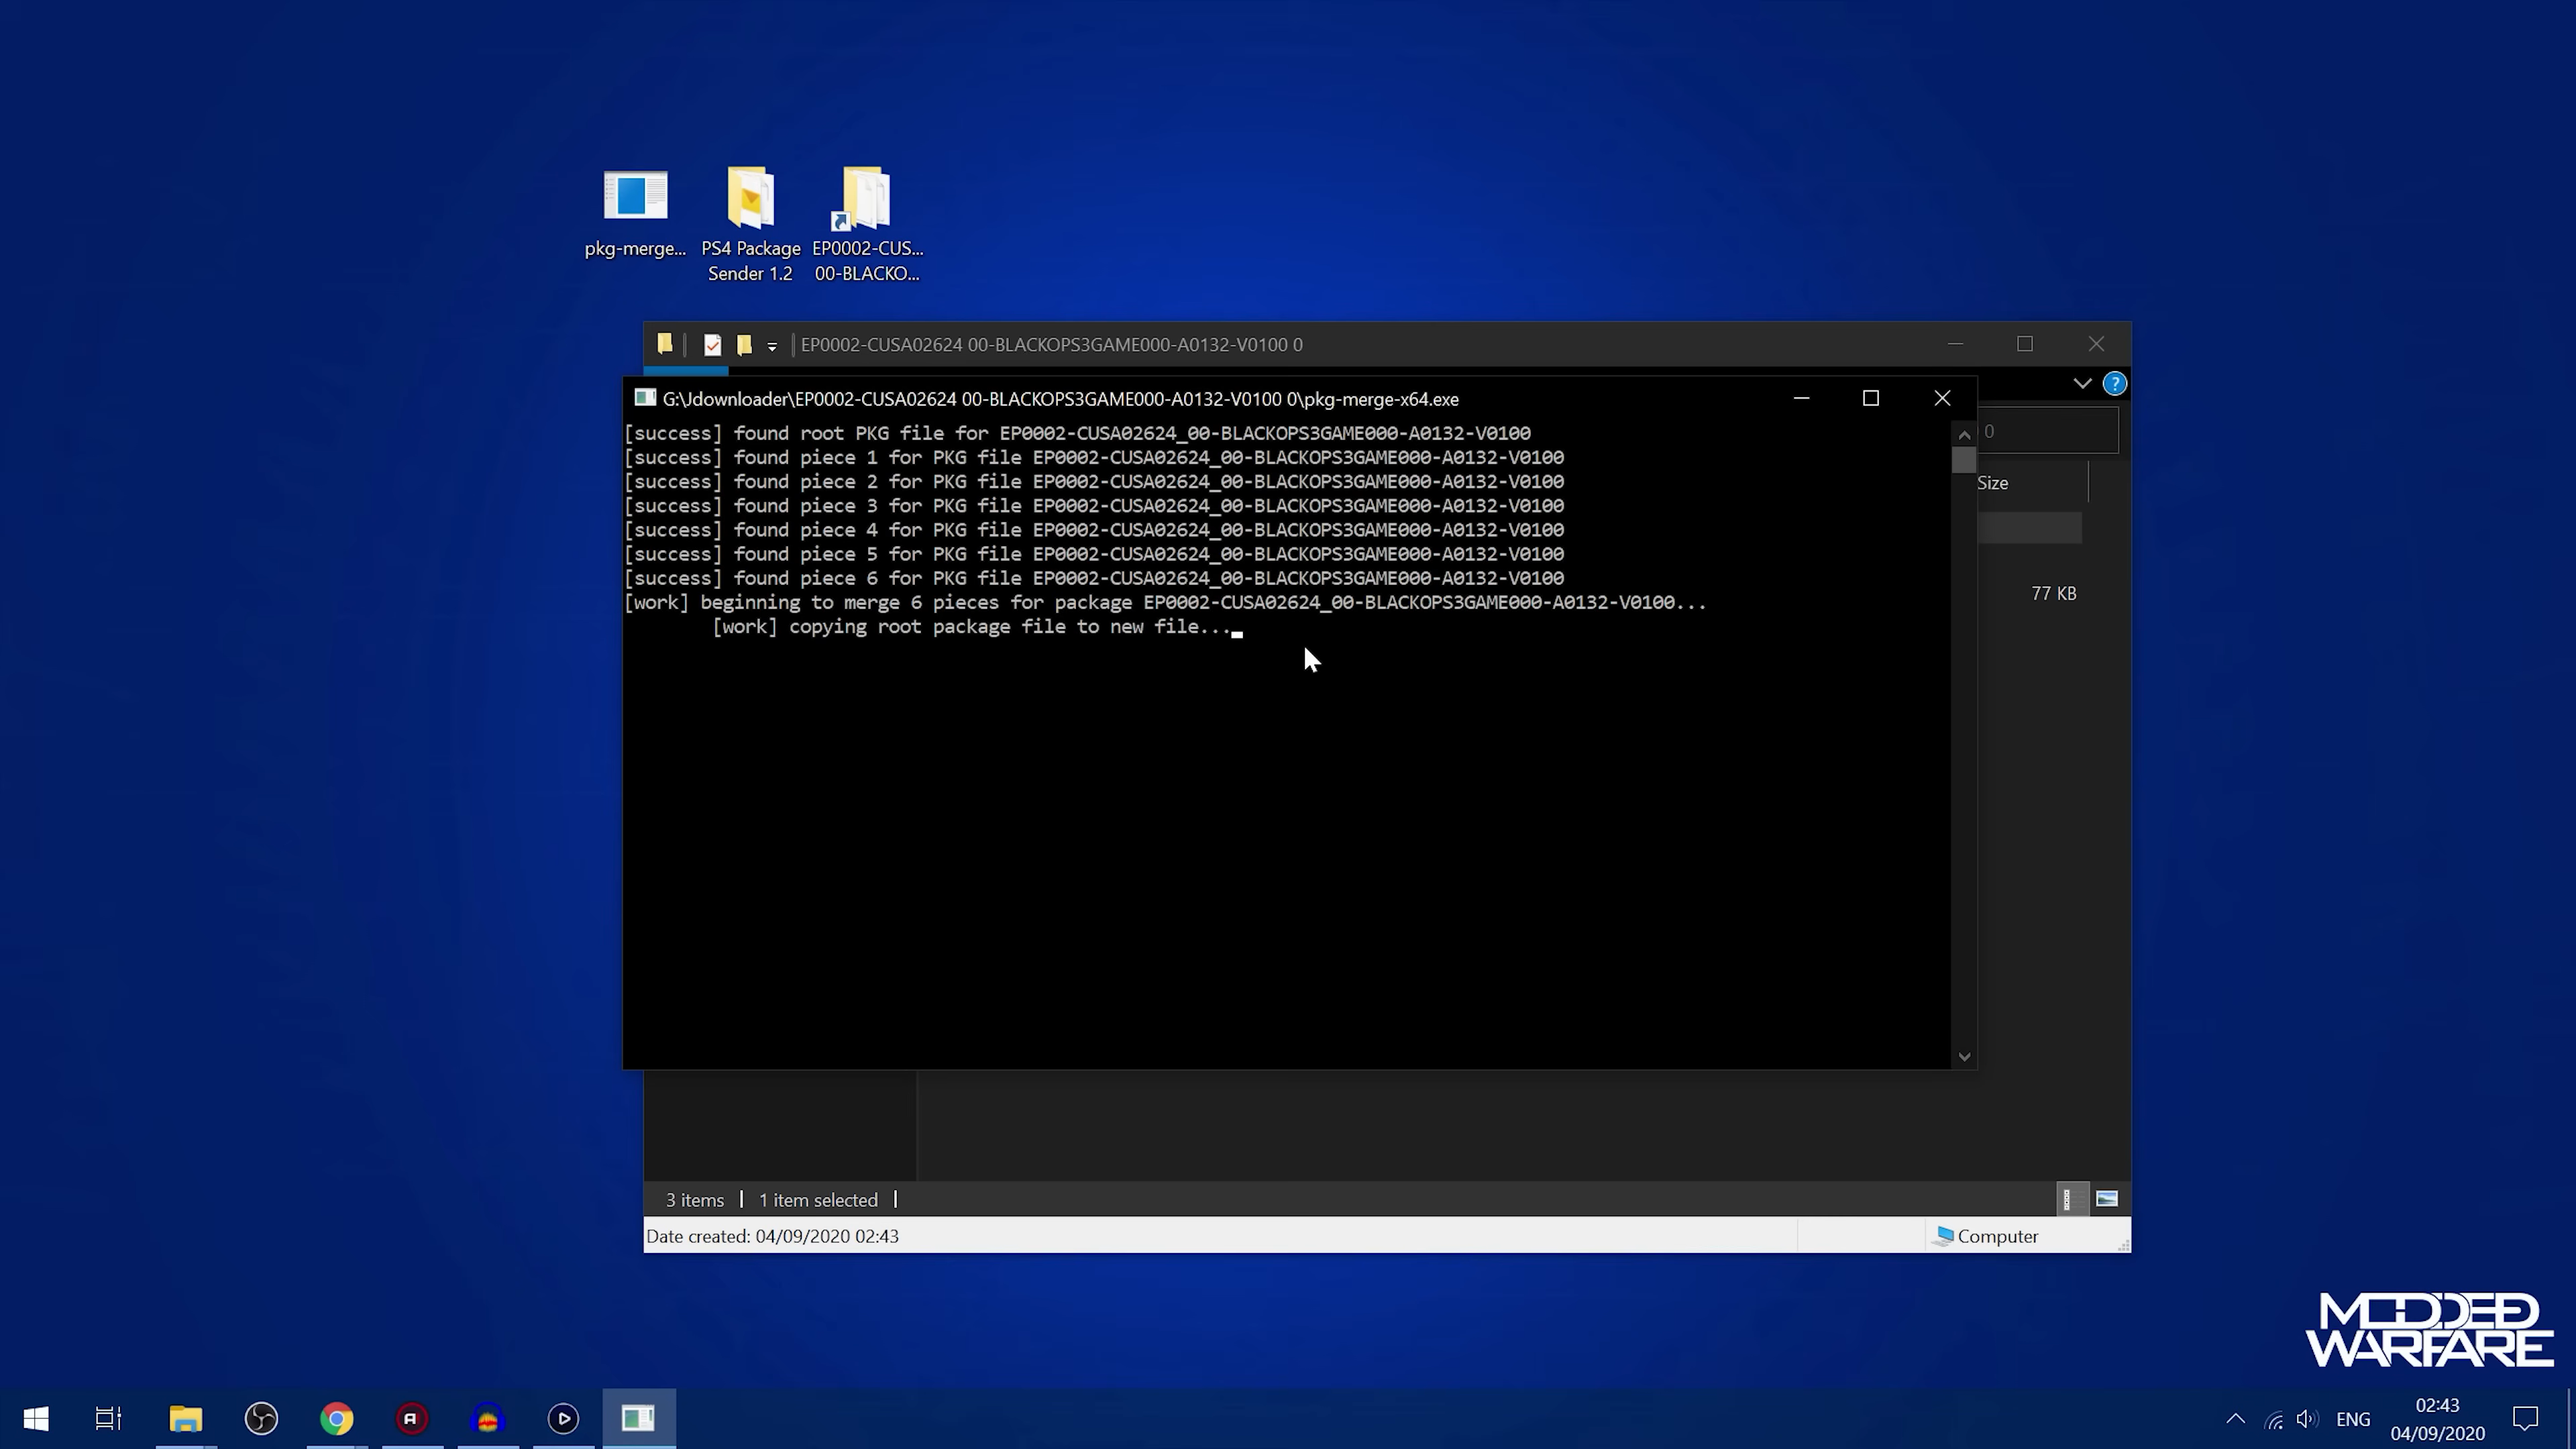 pkg-merge...
PS4 Package
Sender 1.2
EP0002-CUS...
00-BLACKO...
EP0002-CUSA02624 00-BLACKOPS3GAME000-A0132-V0100 0
G:\Jdownloader\EP0002-CUSA02624 00-BLACKOPS3GAME000-A0132-V0100 0\pkg-merge-x64.exe
[success] found root PKG file for EP0002-CUSA02624_00-BLACKOPS3GAME000-A0132-V0100
[success] found piece 1 for PKG file EP0002-CUSA02624_00-BLACKOPS3GAME000-A0132-V0100
[success] found piece 2 for PKG file EP0002-CUSA02624_00-BLACKOPS3GAME000-A0132-V0100
[success] found piece 3 for PKG file EP0002-CUSA02624_00-BLACKOPS3GAME000-A0132-V0100
[success] found piece 4 for PKG file EP0002-CUSA02624_00-BLACKOPS3GAME000-A0132-V0100
[success] found piece 5 for PKG file EP0002-CUSA02624_00-BLACKOPS3GAME000-A0132-V0100
[success] found piece 6 for PKG file EP0002-CUSA02624_00-BLACKOPS3GAME000-A0132-V0100
[work] beginning to merge 6 pieces for package EP0002-CUSA02624_00-BLACKOPS3GAME000-A0132-V0100...
[work] copying root package file to new file...
0
Size
77 KB
3 items
1 item selected
Date created: 04/09/2020 02:43
Computer
MODDED
WARFARE
ENG
02:43
04/09/2020